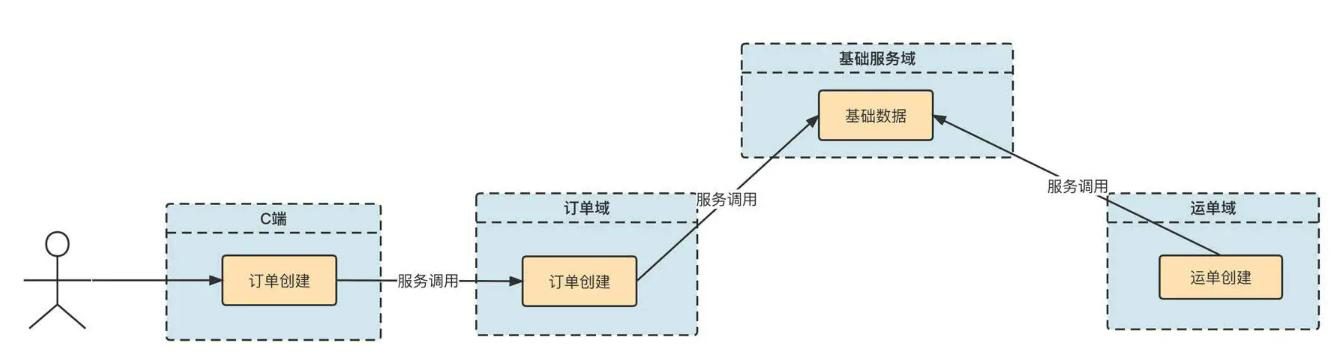 基础服务域
基础数据
服务调用
服务调用
C端
订单域
运单域
订单创建
服务调用
订单创建
运单创建